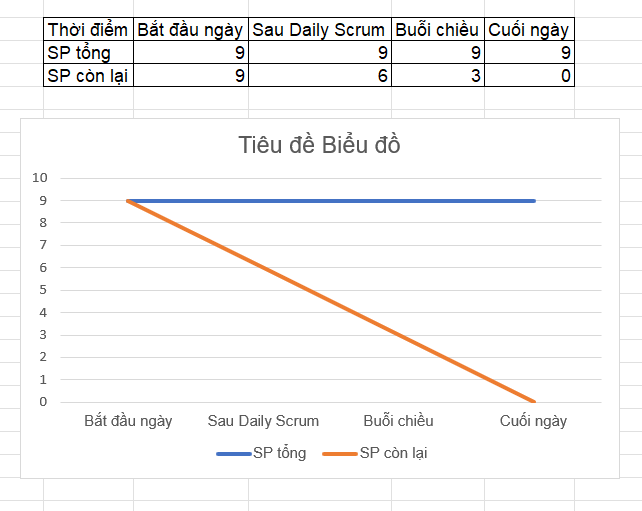 Thời điểm Bắt đầu ngày Sau Daily Scrum Buổi chiều Cuối ngày
SP tổng 9 9 9 9
SP còn lại 9 6 3 0
Tiêu đề Biểu đồ
10
9
8
7
6
5
4
3
2
1
0
Bắt đầu ngày Sau Daily Scrum Buỗi chiều Cuối ngày
SP tổng SP còn lại